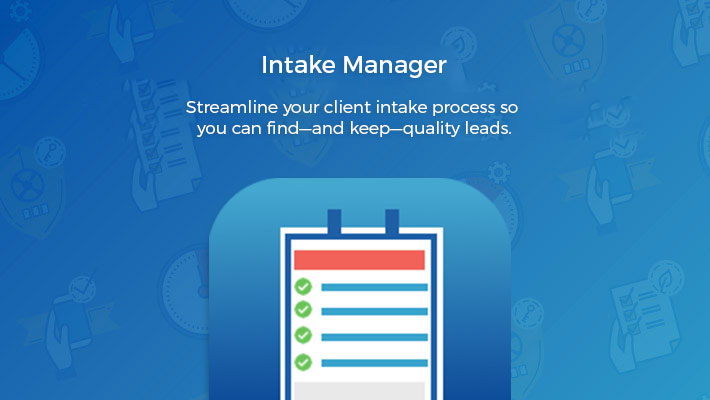 Intake Manager
Streamline your client intake process so
you can find—and keep—quality leads.